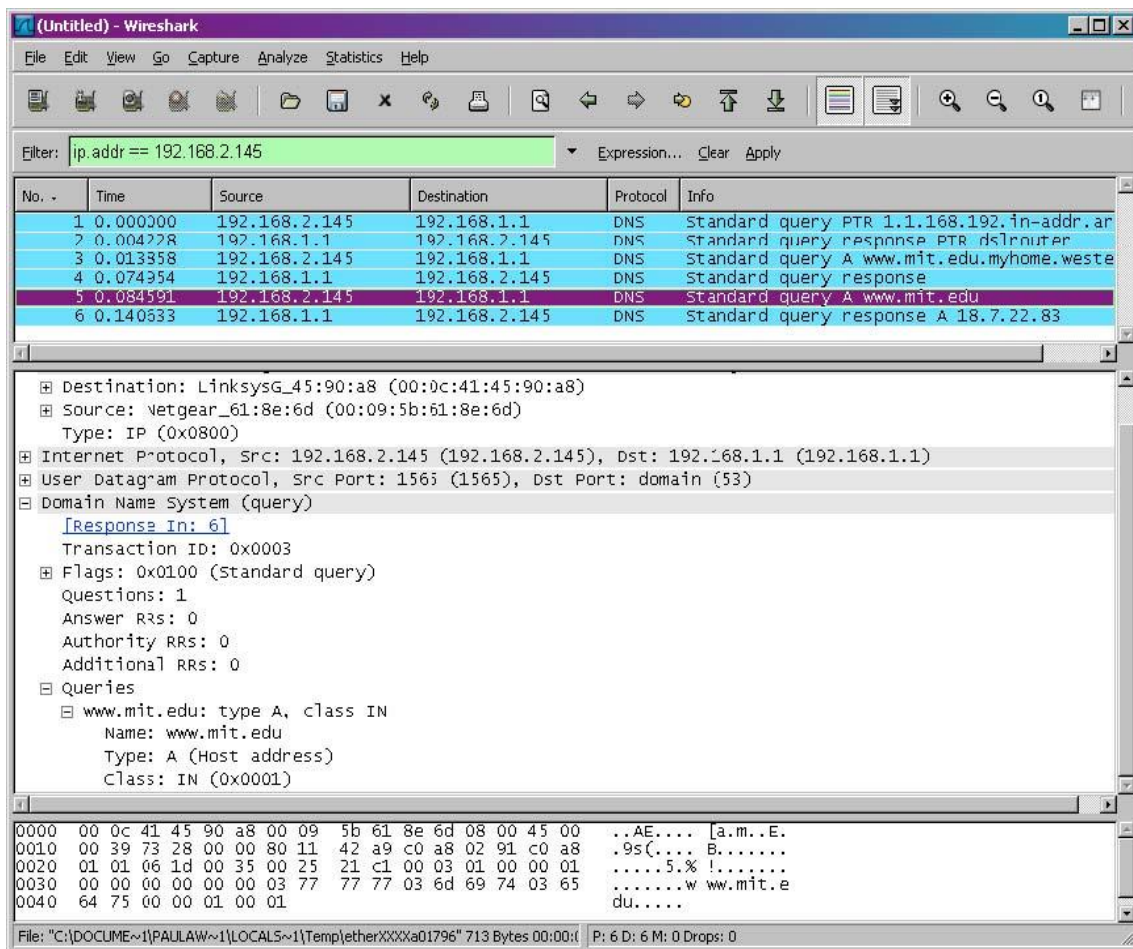 (Untitled) - Wireshark
File Edit View Go Capture Analyze Statistics Help
Filter: ip.addr == 192.168.2.145 Expression... Clear Apply
No. Time Source Destination Protocol Info
1 0.000000 192.168.2.145 192.168.1.1 DNS Standard query PTR 1.1.168.192.in-addr.ar
2 0.004228 192.168.1.1 192.168.2.145 DNS Standard query response PTR dslrouter
3 0.013858 192.168.2.145 192.168.1.1 DNS Standard query A www.mit.edu.myhome.weste
4 0.074954 192.168.1.1 192.168.2.145 DNS Standard query response
5 0.084591 192.168.2.145 192.168.1.1 DNS Standard query A www.mit.edu
6 0.140633 192.168.1.1 192.168.2.145 DNS Standard query response A 18.7.22.83
Destination: LinksysG_45:90:a8 (00:0c:41:45:90:a8)
Source: Netgear_61:8e:6d (00:09:5b:61:8e:6d)
Type: IP (0x0800)
Internet Protocol, Src: 192.168.2.145 (192.168.2.145), Dst: 192.168.1.1 (192.168.1.1)
User Datagram Protocol, Src Port: 1565 (1565), Dst Port: domain (53)
Domain Name System (query)
[Response In: 6]
Transaction ID: 0x0003
Flags: 0x0100 (Standard query)
Questions: 1
Answer RRs: 0
Authority RRs: 0
Additional RRs: 0
Queries
www.mit.edu: type A, class IN
Name: www.mit.edu
Type: A (Host address)
Class: IN (0x0001)
0000 00 0c 41 45 90 a8 00 09 5b 61 8e 6d 08 00 45 00 ..AE.... [a.m..E.
0010 00 39 73 28 00 00 80 11 42 a9 c0 a8 02 91 c0 a8 .9s(.... B.......
0020 01 01 06 1d 00 35 00 25 21 c1 00 03 01 00 00 01 .....5.% !.......
0030 00 00 00 00 00 00 03 77 77 77 03 6d 69 74 03 65 .......w ww.mit.e
0040 64 75 00 00 01 00 01 du.....
File: "C:\DOCUME~1\PAULAW~1\LOCALS~1\Temp\etherXXXXa01796" 713 Bytes 00:00:( P: 6 D: 6 M: 0 Drops: 0